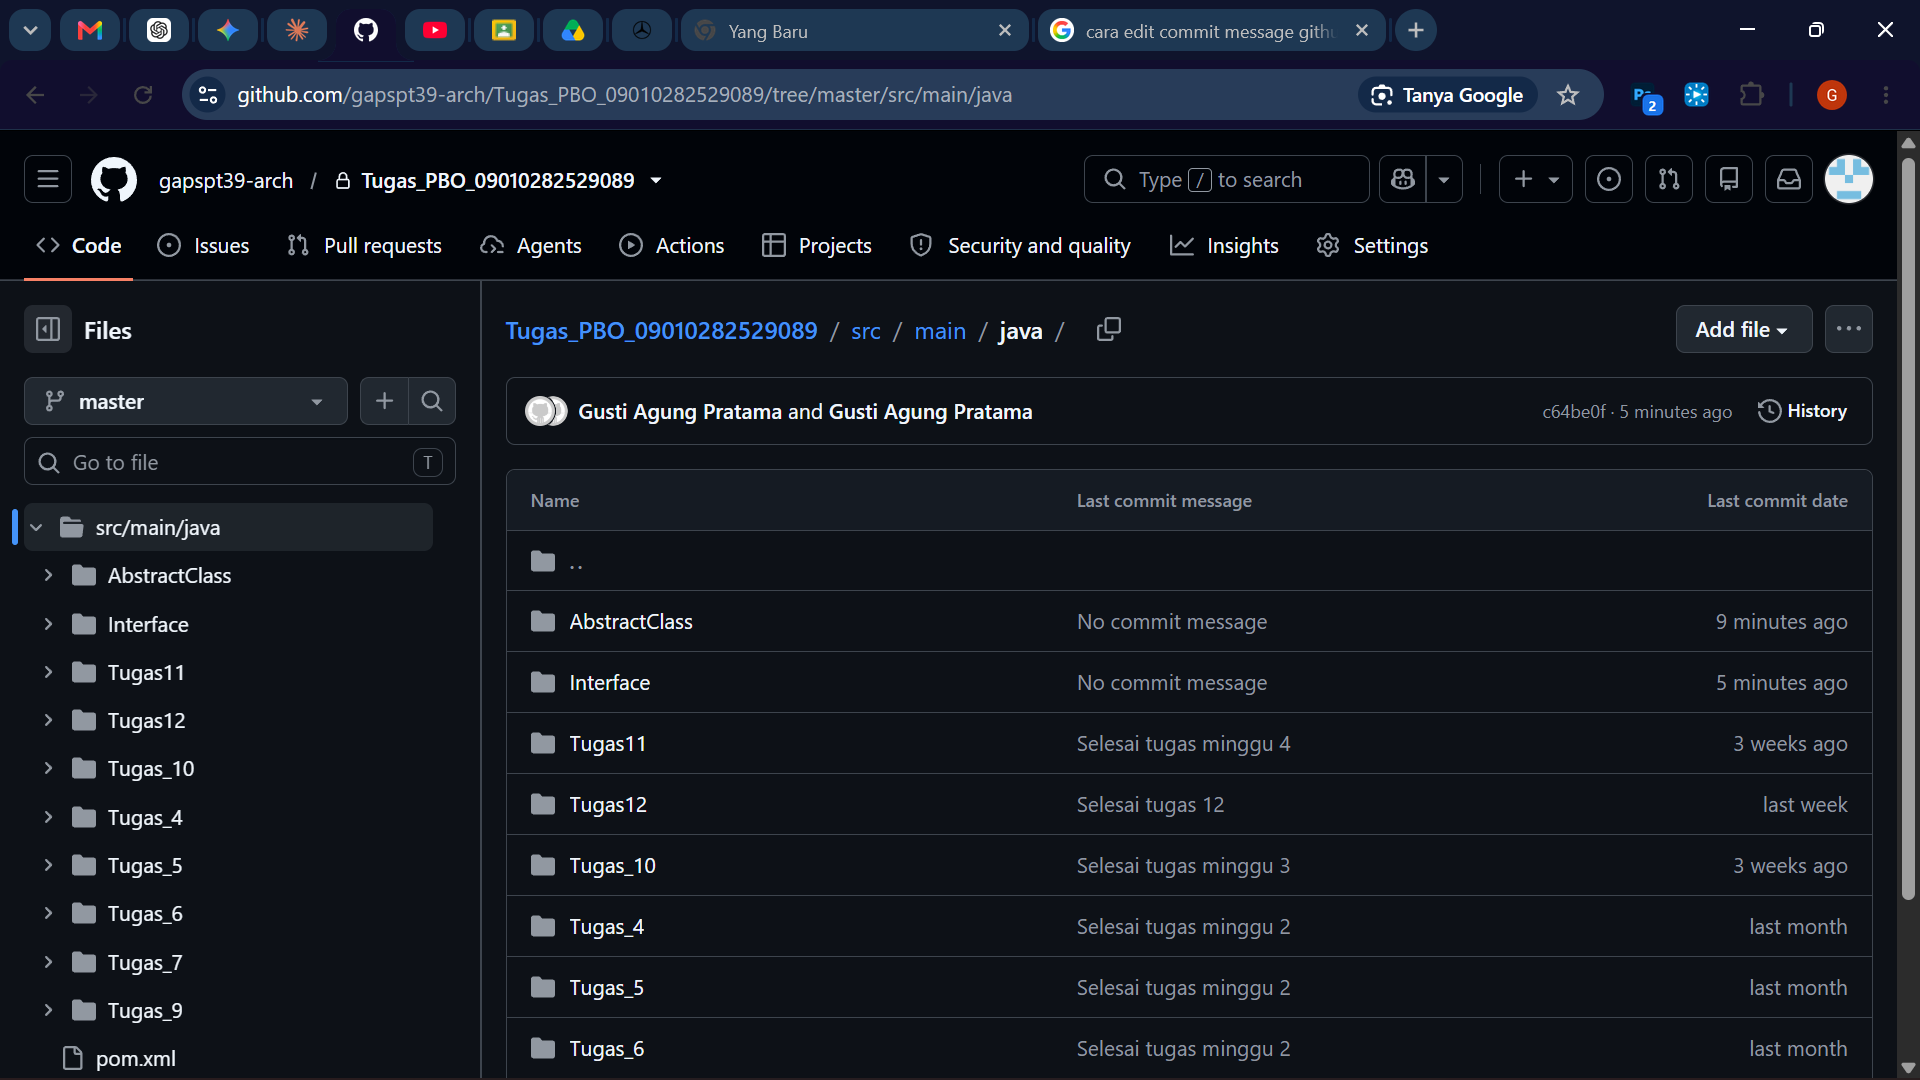 Yang Baru
cara edit commit message githu
github.com/gapspt39-arch/Tugas_PBO_09010282529089/tree/master/src/main/java
Tanya Google
2
G
gapspt39-arch / Tugas_PBO_09010282529089
Type / to search
Code
Issues
Pull requests
Agents
Actions
Projects
Security and quality
Insights
Settings
Files
master
Go to file
T
src/main/java
AbstractClass
Interface
Tugas11
Tugas12
Tugas_10
Tugas_4
Tugas_5
Tugas_6
Tugas_7
Tugas_9
pom.xml
Tugas_PBO_09010282529089 / src / main / java /
Add file
Gusti Agung Pratama and Gusti Agung Pratama
c64be0f · 5 minutes ago
History
Name Last commit message Last commit date
..
AbstractClass No commit message 9 minutes ago
Interface No commit message 5 minutes ago
Tugas11 Selesai tugas minggu 4 3 weeks ago
Tugas12 Selesai tugas 12 last week
Tugas_10 Selesai tugas minggu 3 3 weeks ago
Tugas_4 Selesai tugas minggu 2 last month
Tugas_5 Selesai tugas minggu 2 last month
Tugas_6 Selesai tugas minggu 2 last month